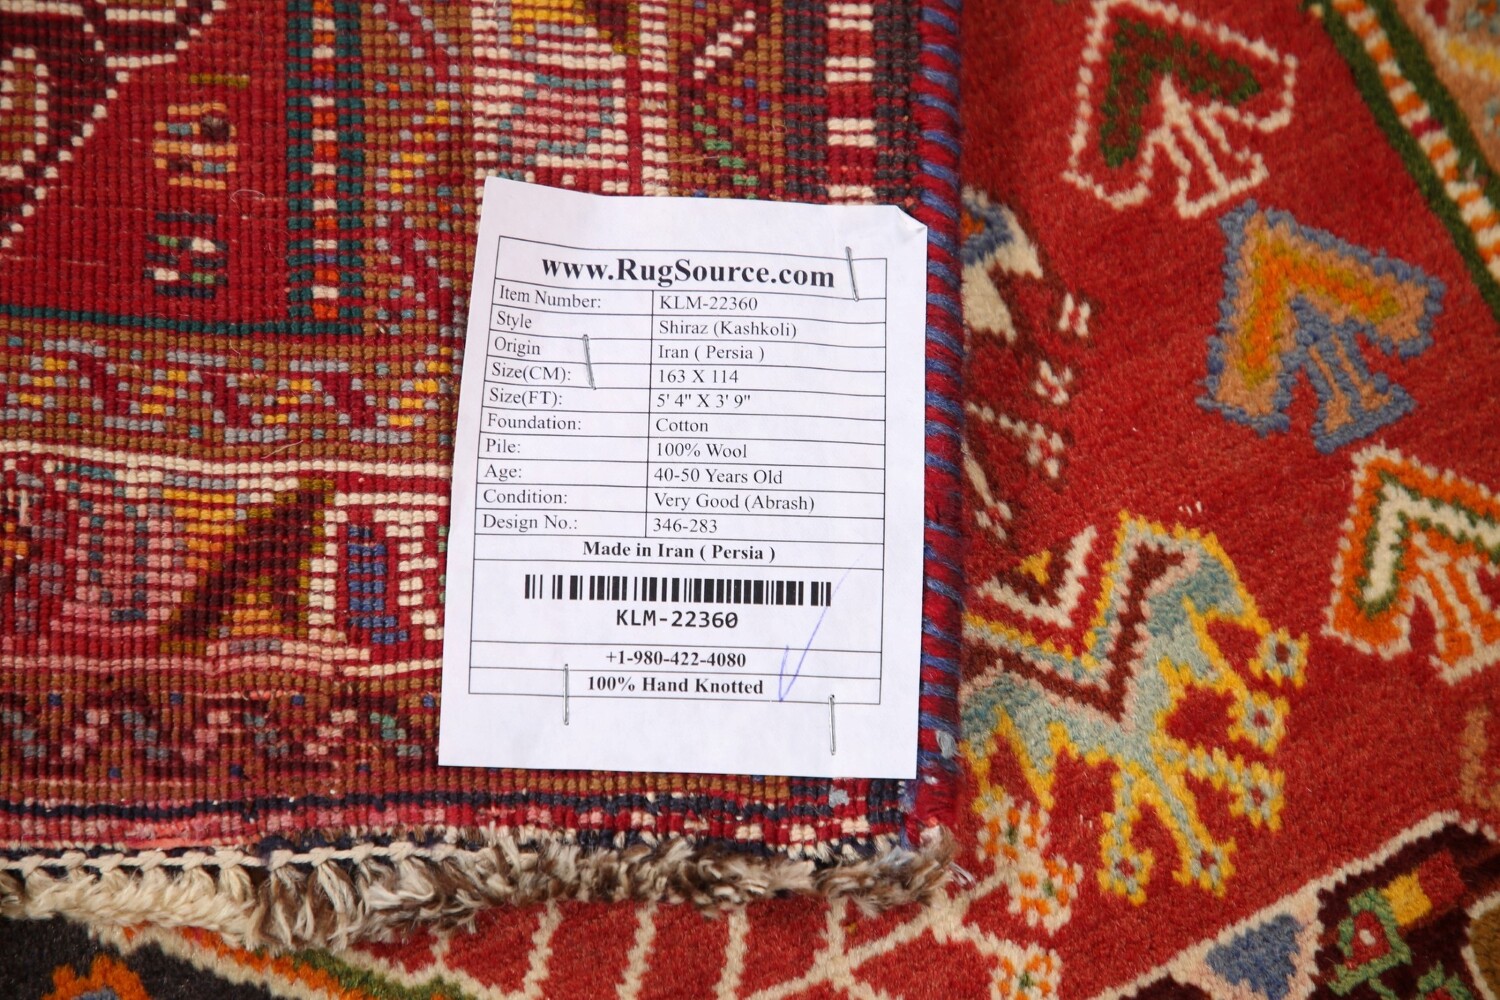 www.RugSource.com
Item Number: KLM-22360
Style Shiraz (Kashkoli)
Origin Iran ( Persia )
Size(CM): 163 X 114
Size(FT): 5' 4" X 3' 9"
Foundation: Cotton
Pile: 100% Wool
Age: 40-50 Years Old
Condition: Very Good (Abrash)
Design No.: 346-283
Made in Iran ( Persia )
KLM-22360
+1-980-422-4080
100% Hand Knotted